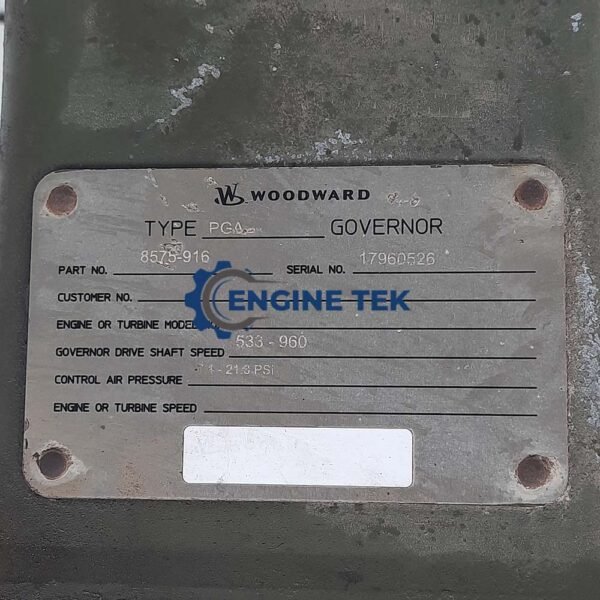 WOODWARD
TYPE PGA GOVERNOR
PART NO. 8575-916 SERIAL NO. 17960526
CUSTOMER NO.
ENGINE TEK
ENGINE OR TURBINE MODEL
GOVERNOR DRIVE SHAFT SPEED 533 - 960
CONTROL AIR PRESSURE - 21.3 PSI
ENGINE OR TURBINE SPEED